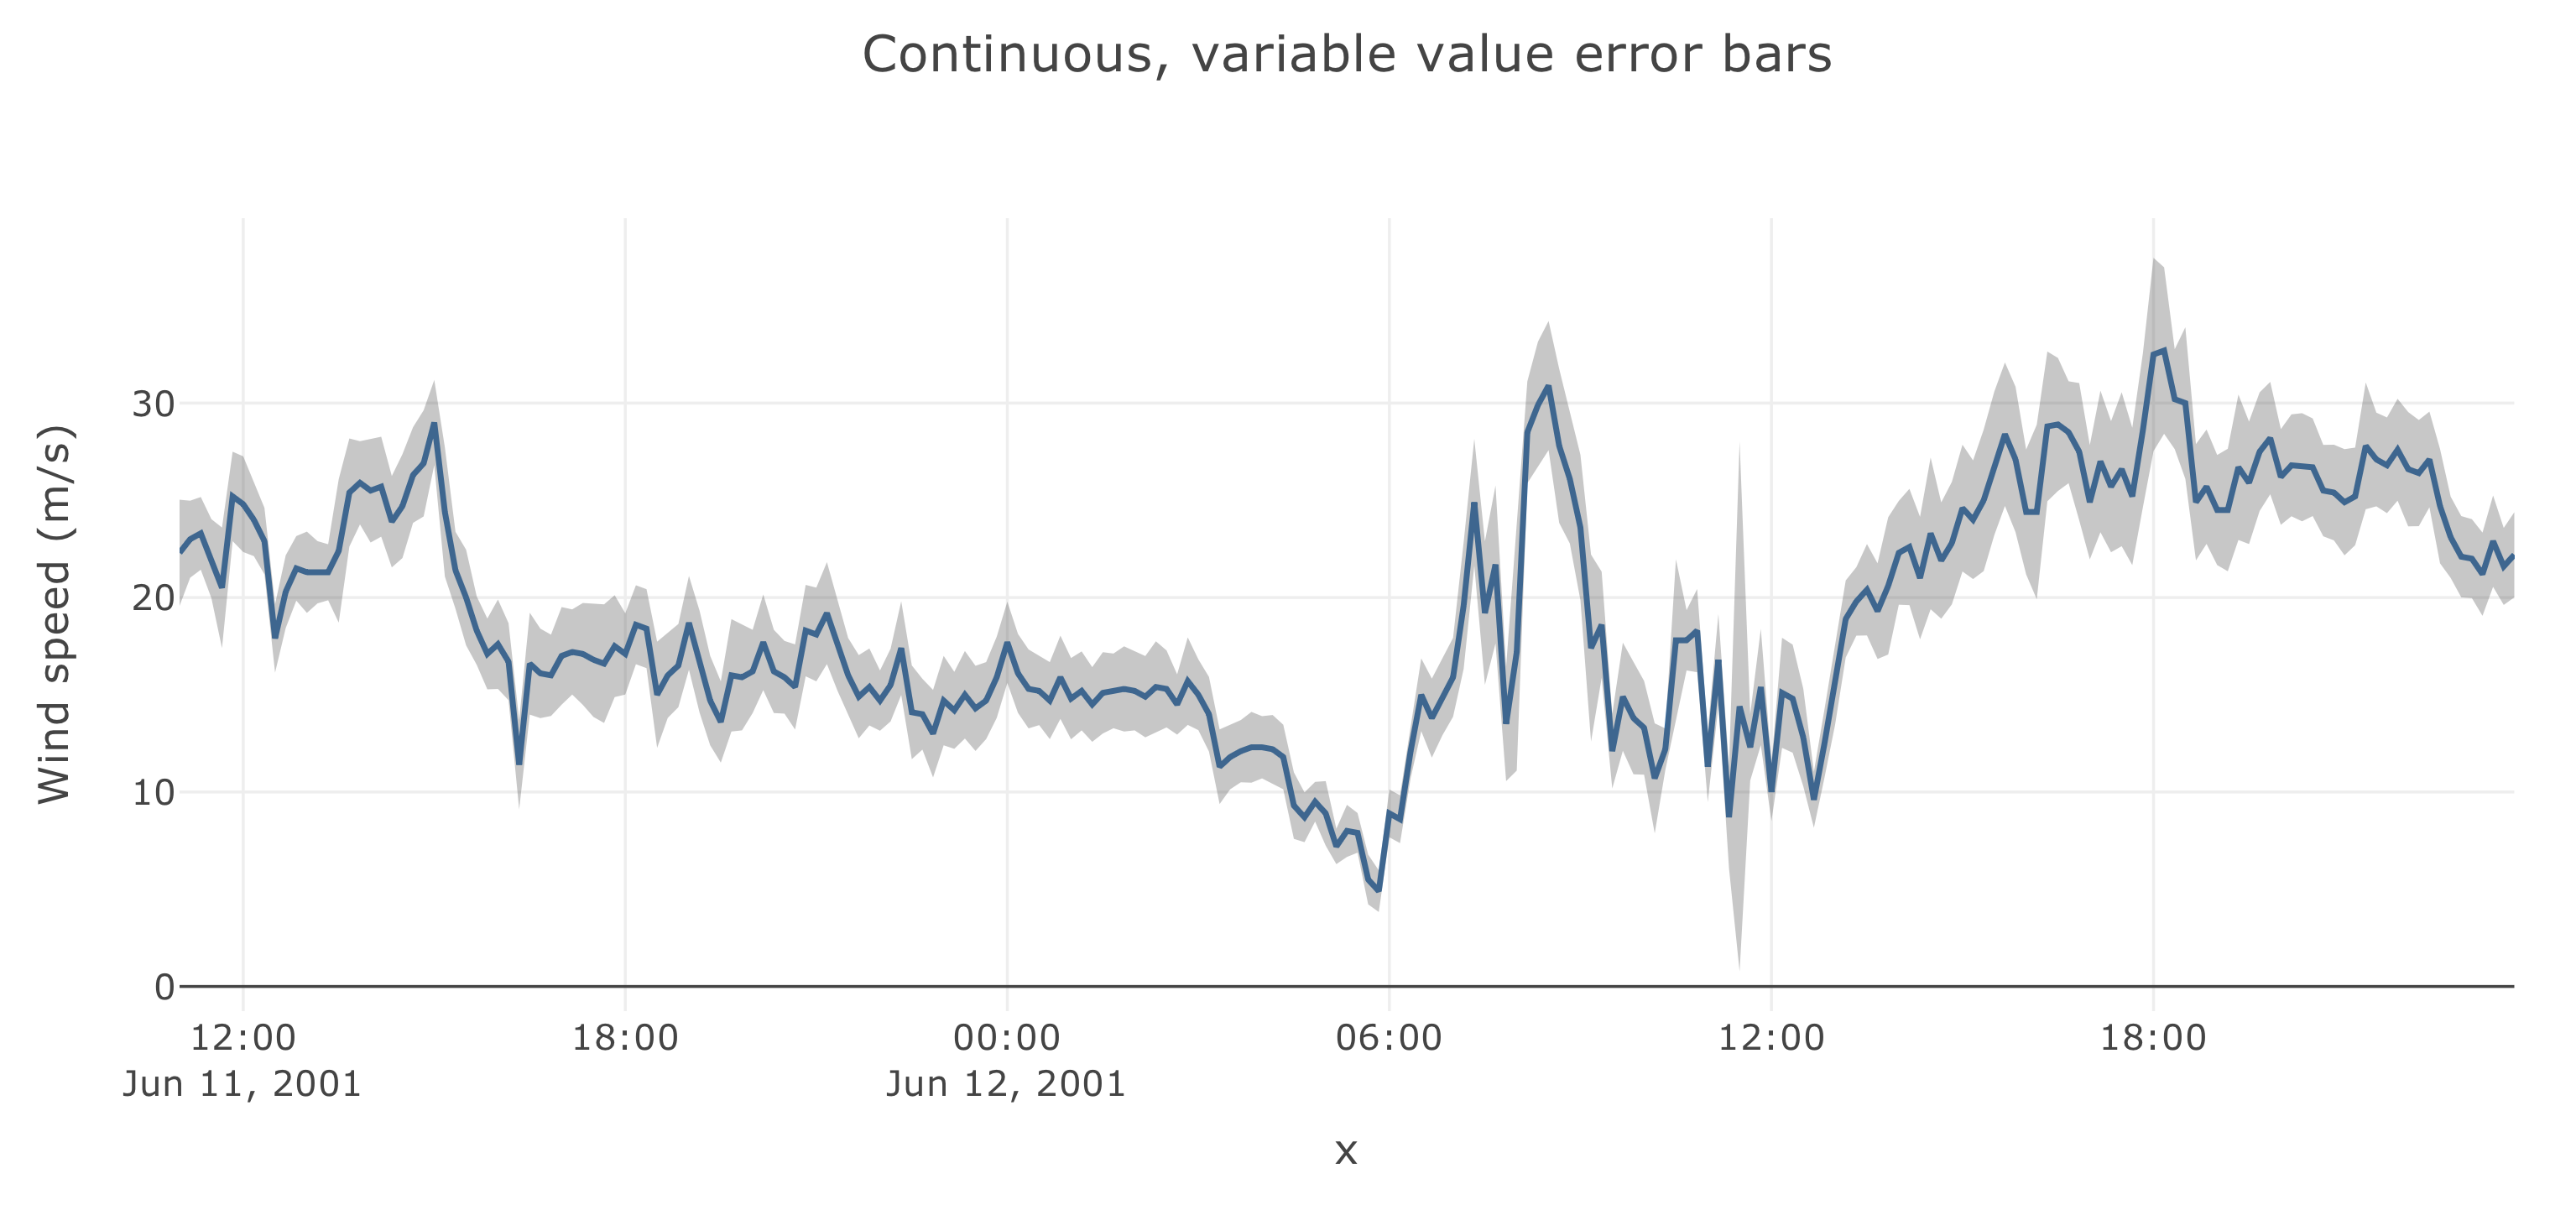 Continuous, variable value error bars
Wind speed (m/s)
30
20
10
0
12:00 18:00 00:00 06:00 12:00 18:00
Jun 11, 2001 Jun 12, 2001
x